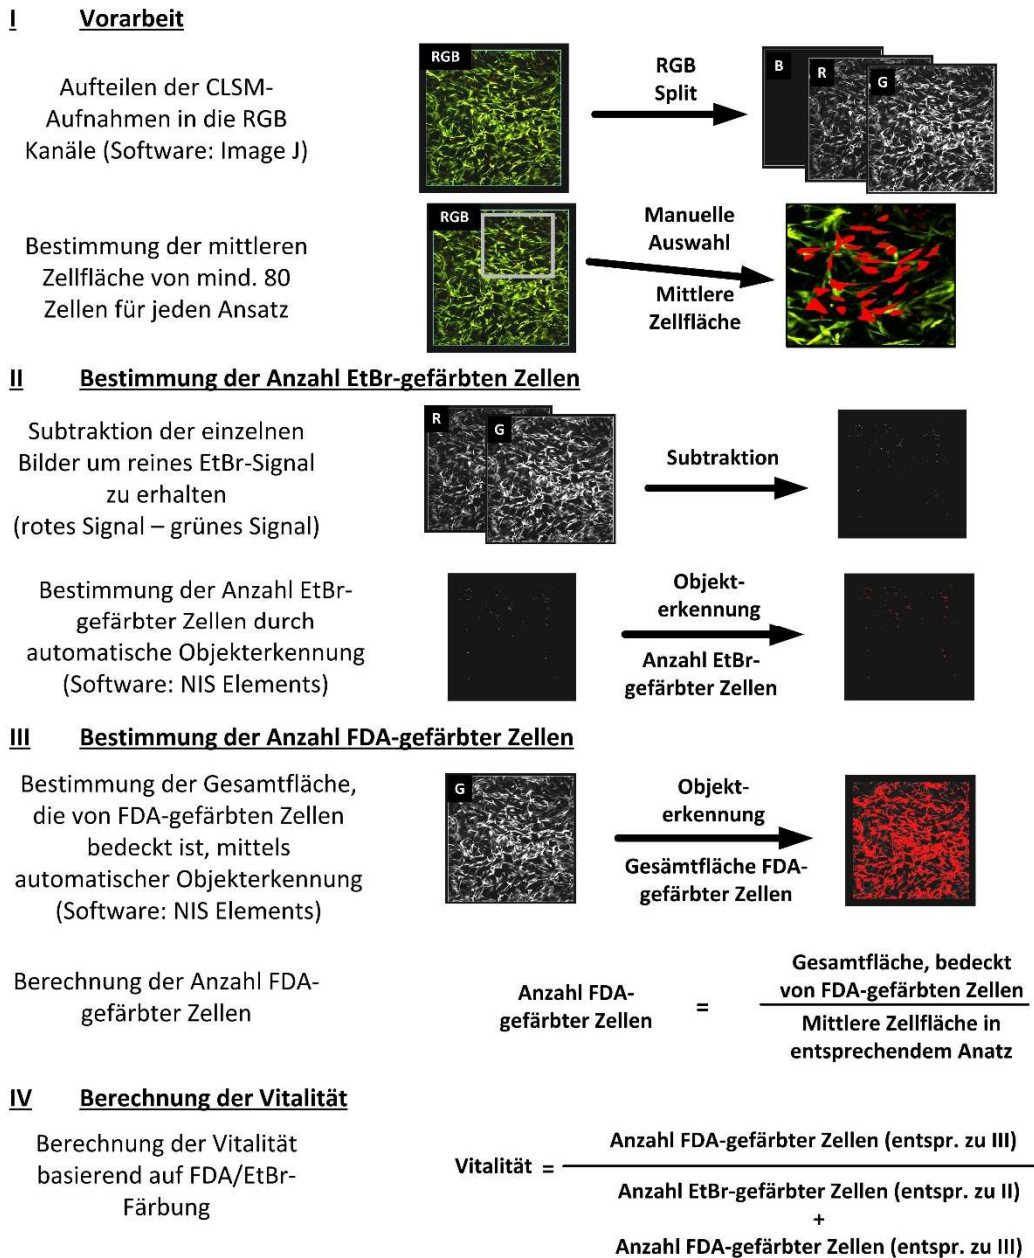 I Vorarbeit
Aufteilen der CLSM-
Aufnahmen in die RGB
Kanäle (Software: Image J)
RGB
RGB
Split
B
R
G
Bestimmung der mittleren
Zellfläche von mind. 80
Zellen für jeden Ansatz
RGB
Manuelle
Auswahl
Mittlere
Zellfläche
II Bestimmung der Anzahl EtBr-gefärbten Zellen
Subtraktion der einzelnen
Bilder um reines EtBr-Signal
zu erhalten
(rotes Signal – grünes Signal)
R
G
Subtraktion
Bestimmung der Anzahl EtBr-
gefärbter Zellen durch
automatische Objekterkennung
(Software: NIS Elements)
Objekt-
erkennung
Anzahl EtBr-
gefärbter Zellen
III Bestimmung der Anzahl FDA-gefärbter Zellen
Bestimmung der Gesamtfläche,
die von FDA-gefärbten Zellen
bedeckt ist, mittels
automatischer Objekterkennung
(Software: NIS Elements)
G
Objekt-
erkennung
Gesämtfläche FDA-
gefärbter Zellen
Berechnung der Anzahl FDA-
gefärbter Zellen
Anzahl FDA-
gefärbter Zellen
=
Gesamtfläche, bedeckt
von FDA-gefärbten Zellen
Mittlere Zellfläche in
entsprechendem Anatz
IV Berechnung der Vitalität
Berechnung der Vitalität
basierend auf FDA/EtBr-
Färbung
Vitalität =
Anzahl FDA-gefärbter Zellen (entspr. zu III)
Anzahl EtBr-gefärbter Zellen (entspr. zu II)
+
Anzahl FDA-gefärbter Zellen (entspr. zu III)